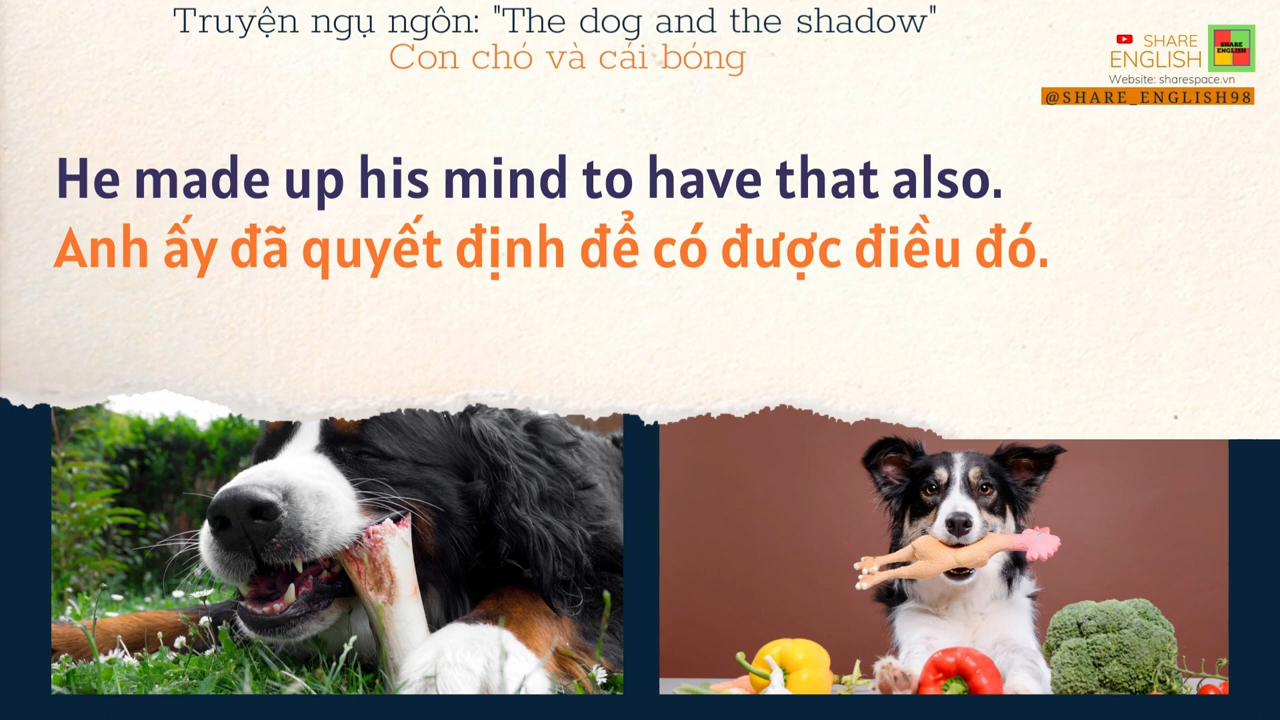 Truyện ngụ ngôn: "The dog and the shadow"
Con chó và cái bóng
SHARE
ENGLISH
SHARE
ENGLISH
Website: sharespace.vn
@SHARE_ENGLISH98
He made up his mind to have that also.
Anh ấy đã quyết định để có được điều đó.